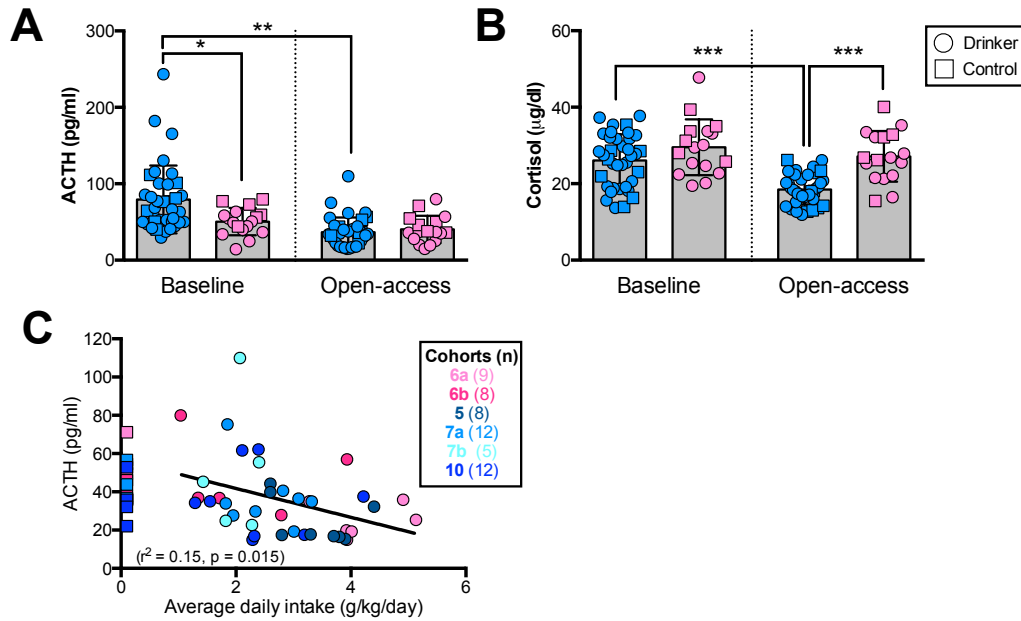 A
300
200
100
0
ACTH (pg/ml)
*
**
Baseline
Open-access
B
60
40
20
0
Cortisol (μg/dl)
***
***
Baseline
Open-access
Drinker
Control
C
120
100
80
60
40
20
0
ACTH (pg/ml)
(r² = 0.15, p = 0.015)
0
2
4
6
Average daily intake (g/kg/day)
Cohorts (n)
6a (9)
6b (8)
5 (8)
7a (12)
7b (5)
10 (12)